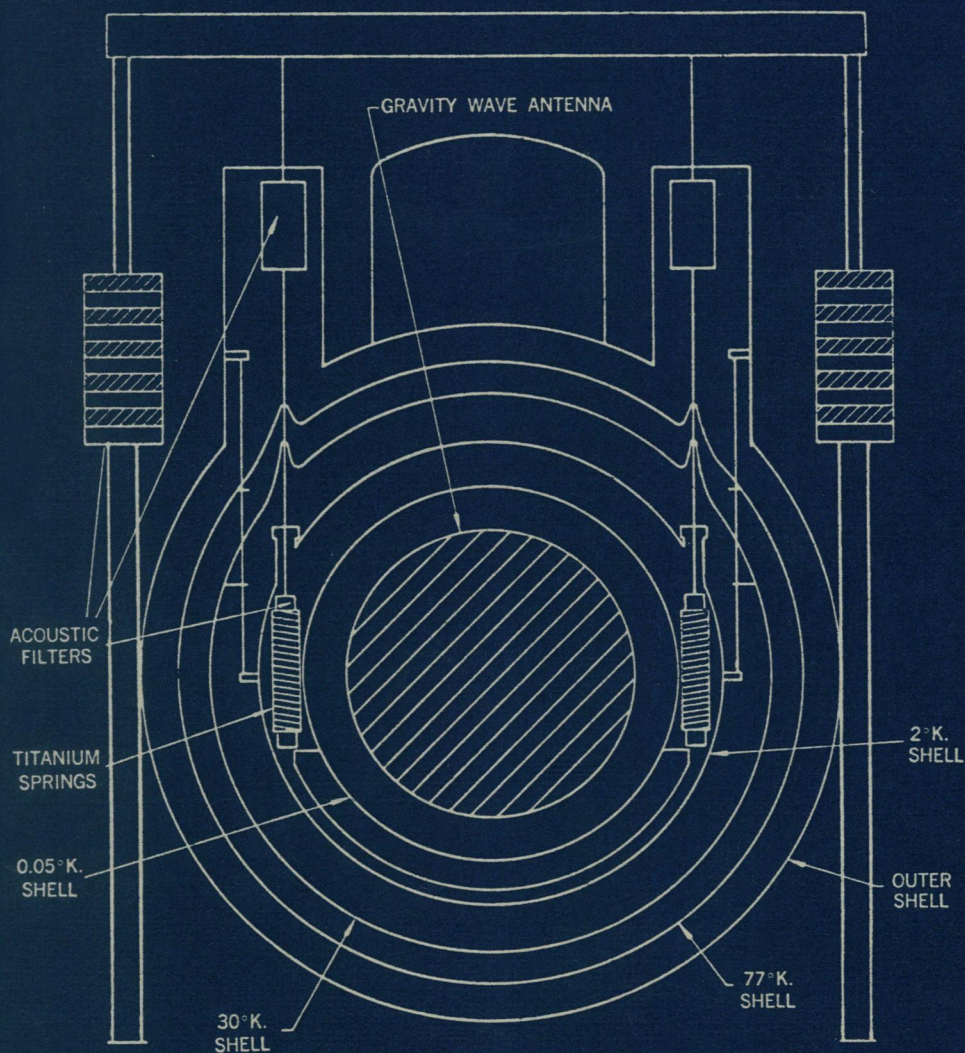 GRAVITY WAVE ANTENNA
ACOUSTIC
FILTERS
TITANIUM
SPRINGS
2°K.
SHELL
0.05°K.
SHELL
OUTER
SHELL
77°K.
SHELL
30°K.
SHELL